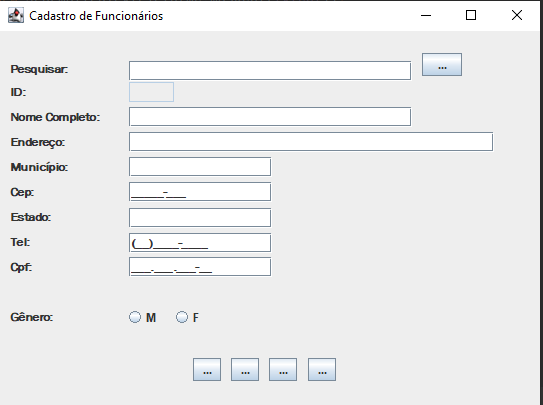 Cadastro de Funcionários
Pesquisar: ...
ID:
Nome Completo:
Endereço:
Município:
Cep: _____-___
Estado:
Tel: (__)____-____
Cpf: ___.___.___-__
Gênero: M F
... ... ... ...